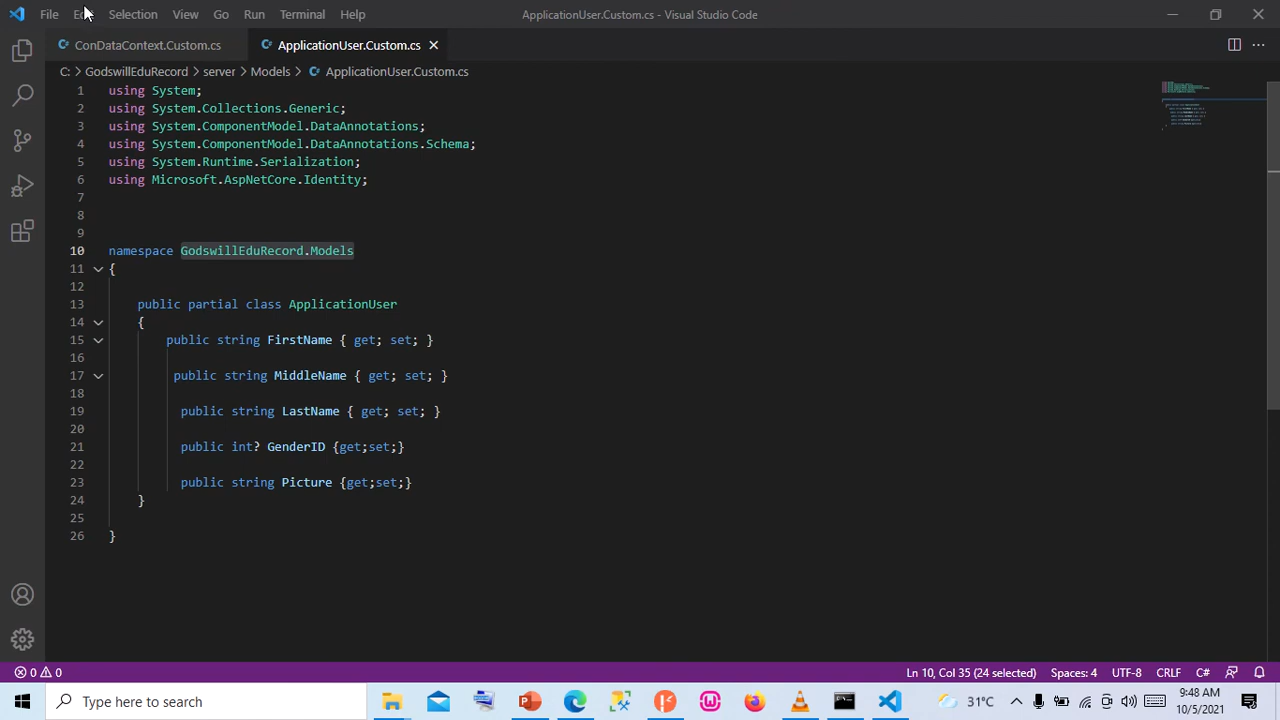 File Selection View Go Run Terminal Help ApplicationUser.Custom.cs - Visual Studio Code
ConDataContext.Custom.cs ApplicationUser.Custom.cs
C: > GodswillEduRecord > server > Models > ApplicationUser.Custom.cs
1 using System;
2 using System.Collections.Generic;
3 using System.ComponentModel.DataAnnotations;
4 using System.ComponentModel.DataAnnotations.Schema;
5 using System.Runtime.Serialization;
6 using Microsoft.AspNetCore.Identity;
7
8
9
10 namespace GodswillEduRecord.Models
11 {
12
13 public partial class ApplicationUser
14 {
15 public string FirstName { get; set; }
16
17 public string MiddleName { get; set; }
18
19 public string LastName { get; set; }
20
21 public int? GenderID {get;set;}
22
23 public string Picture {get;set;}
24 }
25
26 }
0 0 Ln 10, Col 35 (24 selected) Spaces: 4 UTF-8 CRLF C#
Type here to search 31°C 9:48 AM
10/5/2021